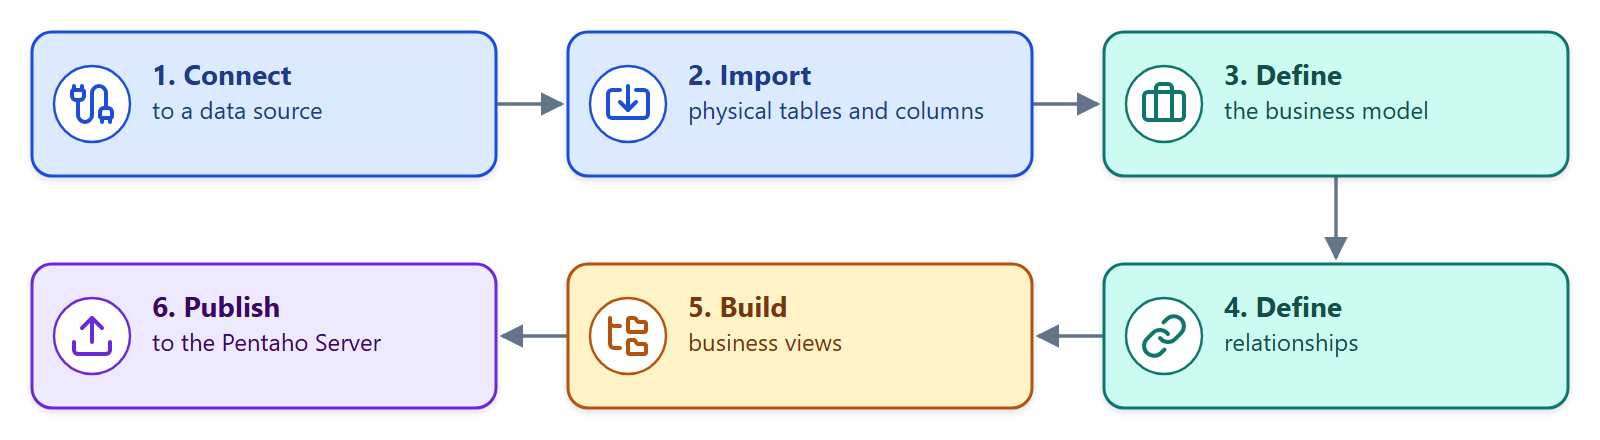 1. Connect
to a data source
2. Import
physical tables and columns
3. Define
the business model
4. Define
relationships
5. Build
business views
6. Publish
to the Pentaho Server